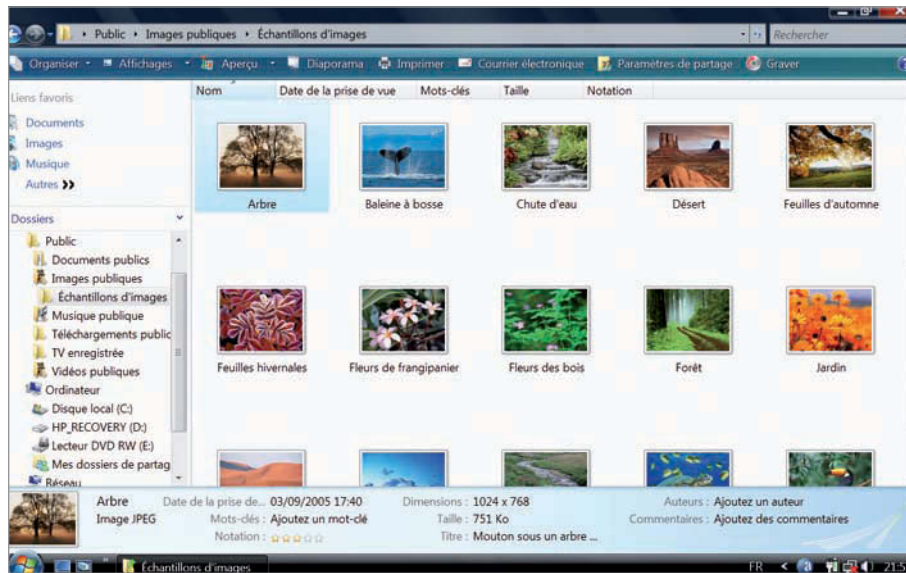 Public Images publiques Échantillons d'images Rechercher
Organiser Affichages Aperçu Diaporama Imprimer Courrier électronique Paramètres de partage Graver
Liens favoris
Documents
Images
Musique
Autres
Dossiers
Public
Documents publics
Images publiques
Échantillons d'images
Musique publique
Téléchargements public
TV enregistrée
Vidéos publiques
Ordinateur
Disque local (C:)
HP_RECOVERY (D:)
Lecteur DVD RW (E:)
Mes dossiers de partag
Réseau
Nom Date de la prise de vue Mots-clés Taille Notation
Arbre Baleine à bosse Chute d'eau Désert Feuilles d'automne
Feuilles hivernales Fleurs de frangipanier Fleurs des bois Forêt Jardin
Arbre Date de la prise de... 03/09/2005 17:40 Dimensions : 1024 x 768 Auteurs : Ajoutez un auteur
Image JPEG Mots-clés : Ajoutez un mot-clé Taille : 751 Ko Commentaires : Ajoutez des commentaires
Notation : Titre : Mouton sous un arbre ...
Échantillons d'images FR 21:5